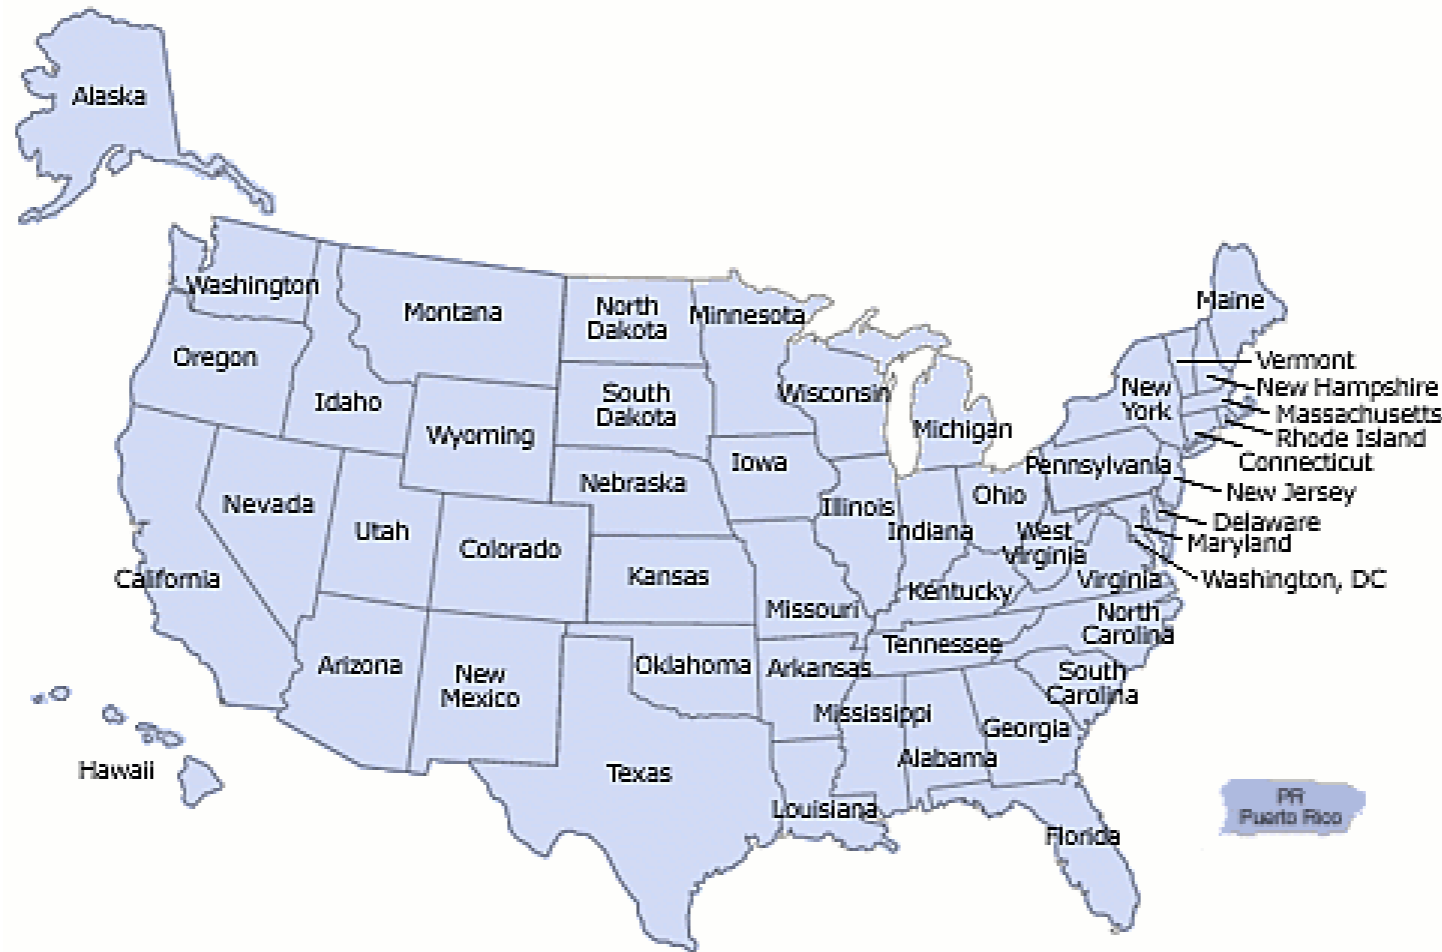 Alaska
Washington
Montana
North
Dakota
Minnesota
Maine
Oregon
Idaho
Wyoming
South
Dakota
Wisconsin
Michigan
New
York
Vermont
New Hampshire
Massachusetts
Rhode Island
Connecticut
Nevada
Utah
Colorado
Nebraska
Iowa
Illinois
Indiana
Ohio
Pennsylvania
New Jersey
Delaware
Maryland
Washington, DC
West
Virginia
Virginia
California
Kansas
Missouri
Kentucky
North
Carolina
Tennessee
Arizona
New
Mexico
Oklahoma
Arkansas
South
Carolina
Mississippi
Alabama
Georgia
Hawaii
Texas
Louisiana
Florida
PR
Puerto Rico